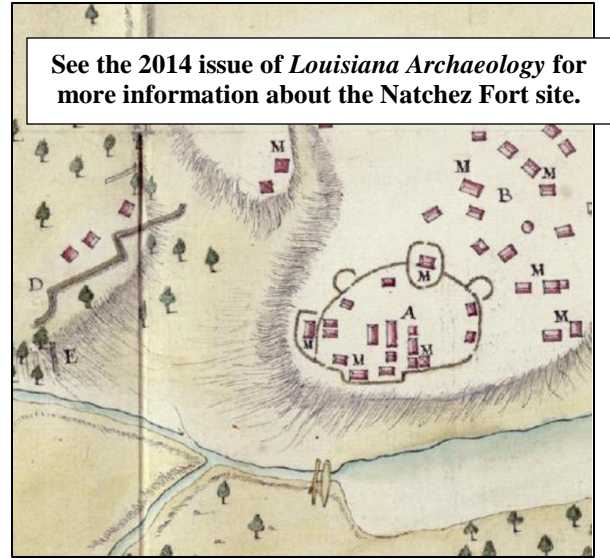 See the 2014 issue of Louisiana Archaeology for
more information about the Natchez Fort site.
M
M
M
B
D
M
M
A
M
M
M
M
E